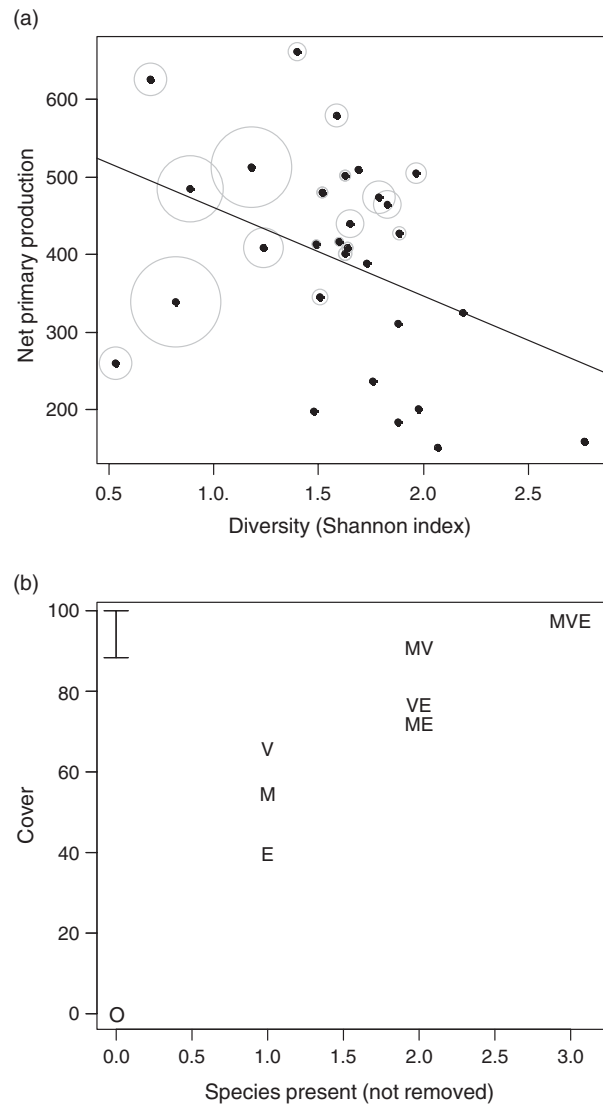 (a)
600
500
400
300
200
Net primary production
0.5 1.0. 1.5 2.0 2.5
Diversity (Shannon index)
(b)
100
80
60
40
20
0
Cover
MVE
MV
VE
ME
V
M
E
O
0.0 0.5 1.0 1.5 2.0 2.5 3.0
Species present (not removed)